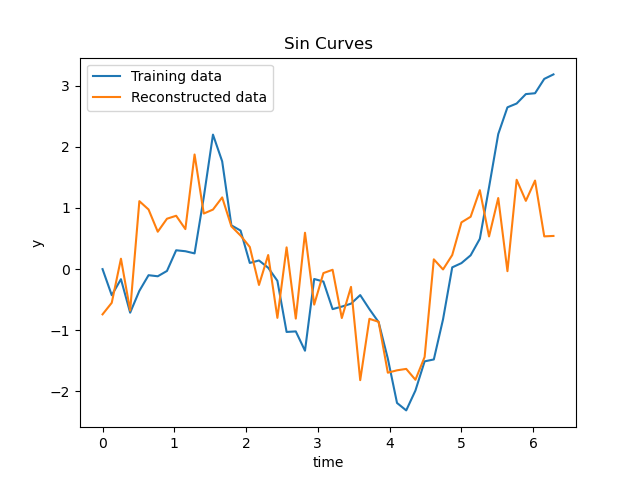 Sin Curves
Training data
Reconstructed data
y
3
2
1
0
−1
−2
0 1 2 3 4 5 6
time